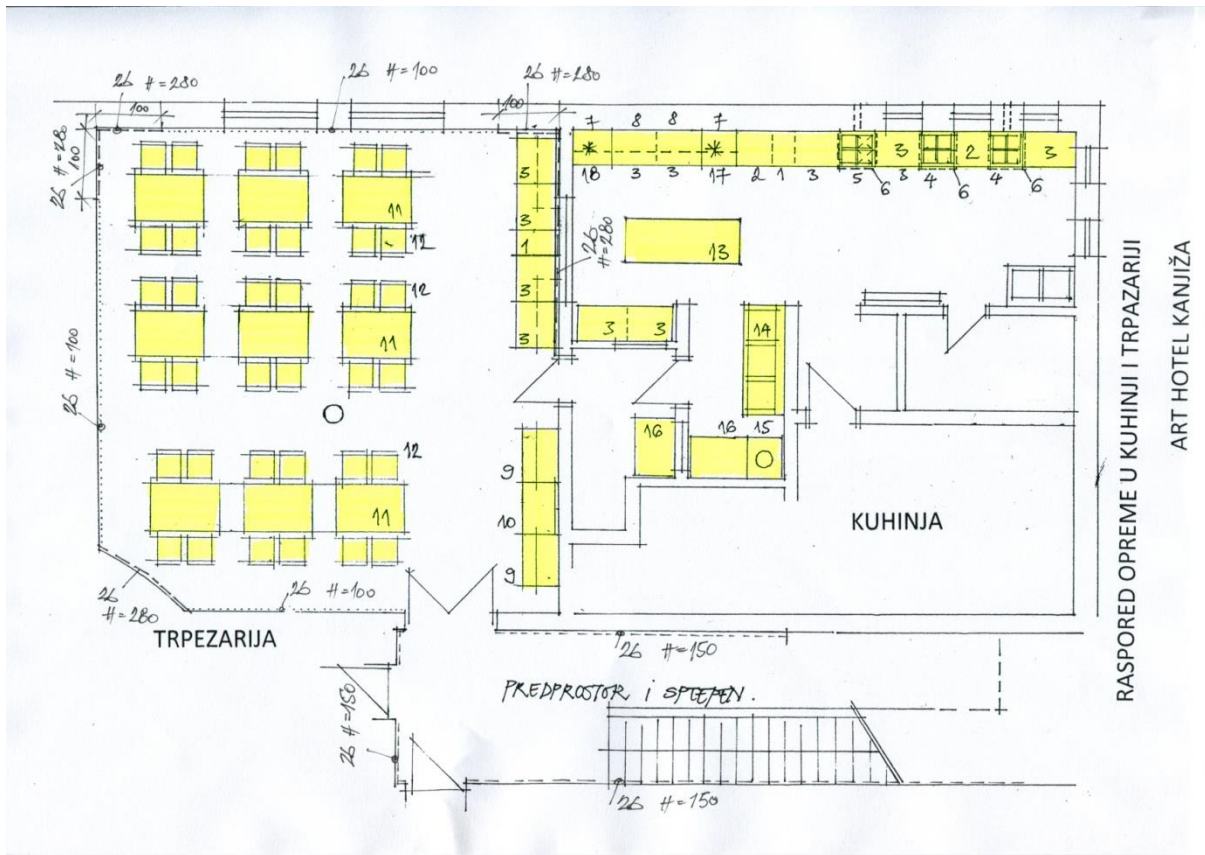 26 H=280
26 H=100
26 H=280
100
100
26 H=280
100
7 8 8 7
18 3 3 17 2 1 3 5 6 3 4 6 2 4 6 3
3
3
1
3
3
26 H=280
11
12
12
11
13
3 3
14
26 H=100
16
16 15
12
11
9
10
9
KUHINJA
26 H=280
26 H=100
TRPEZARIJA
26 H=150
PREDPROSTOR I SPTEPEN.
26 H=150
26 H=150
RASPORED OPREME U KUHINJI I TRPAZARIJI
ART HOTEL KANJIŽA